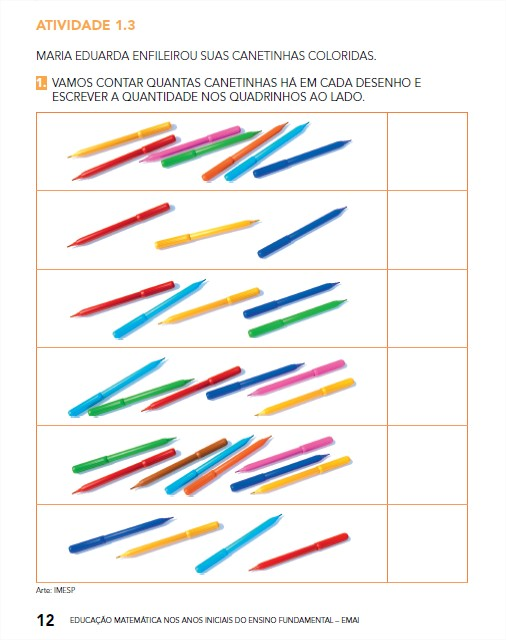 ATIVIDADE 1.3
MARIA EDUARDA ENFILEIROU SUAS CANETINHAS COLORIDAS.
1. VAMOS CONTAR QUANTAS CANETINHAS HÁ EM CADA DESENHO E
ESCREVER A QUANTIDADE NOS QUADRINHOS AO LADO.
Arte: IMESP
12 EDUCAÇÃO MATEMÁTICA NOS ANOS INICIAIS DO ENSINO FUNDAMENTAL – EMAI